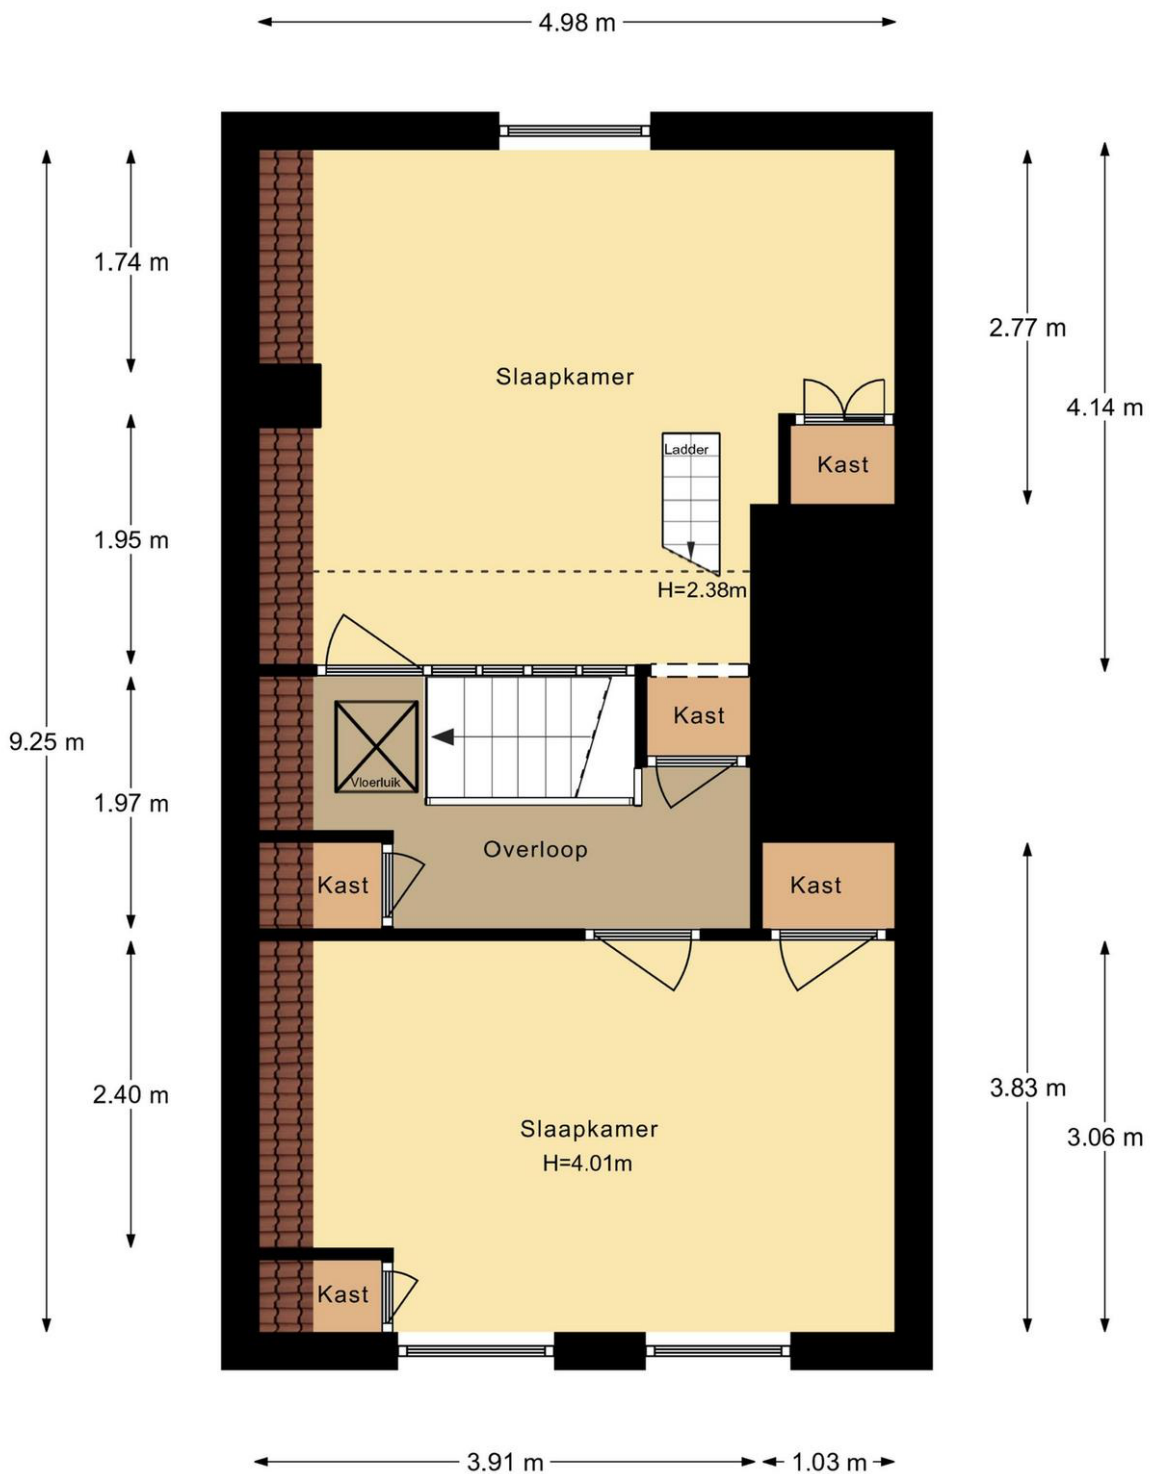 4.98 m
1.74 m
2.77 m
Slaapkamer
4.14 m
Ladder
Kast
1.95 m
H=2.38m
Kast
9.25 m
Vloerluik
1.97 m
Overloop
Kast
Kast
2.40 m
3.83 m
Slaapkamer
3.06 m
H=4.01m
Kast
3.91 m
1.03 m